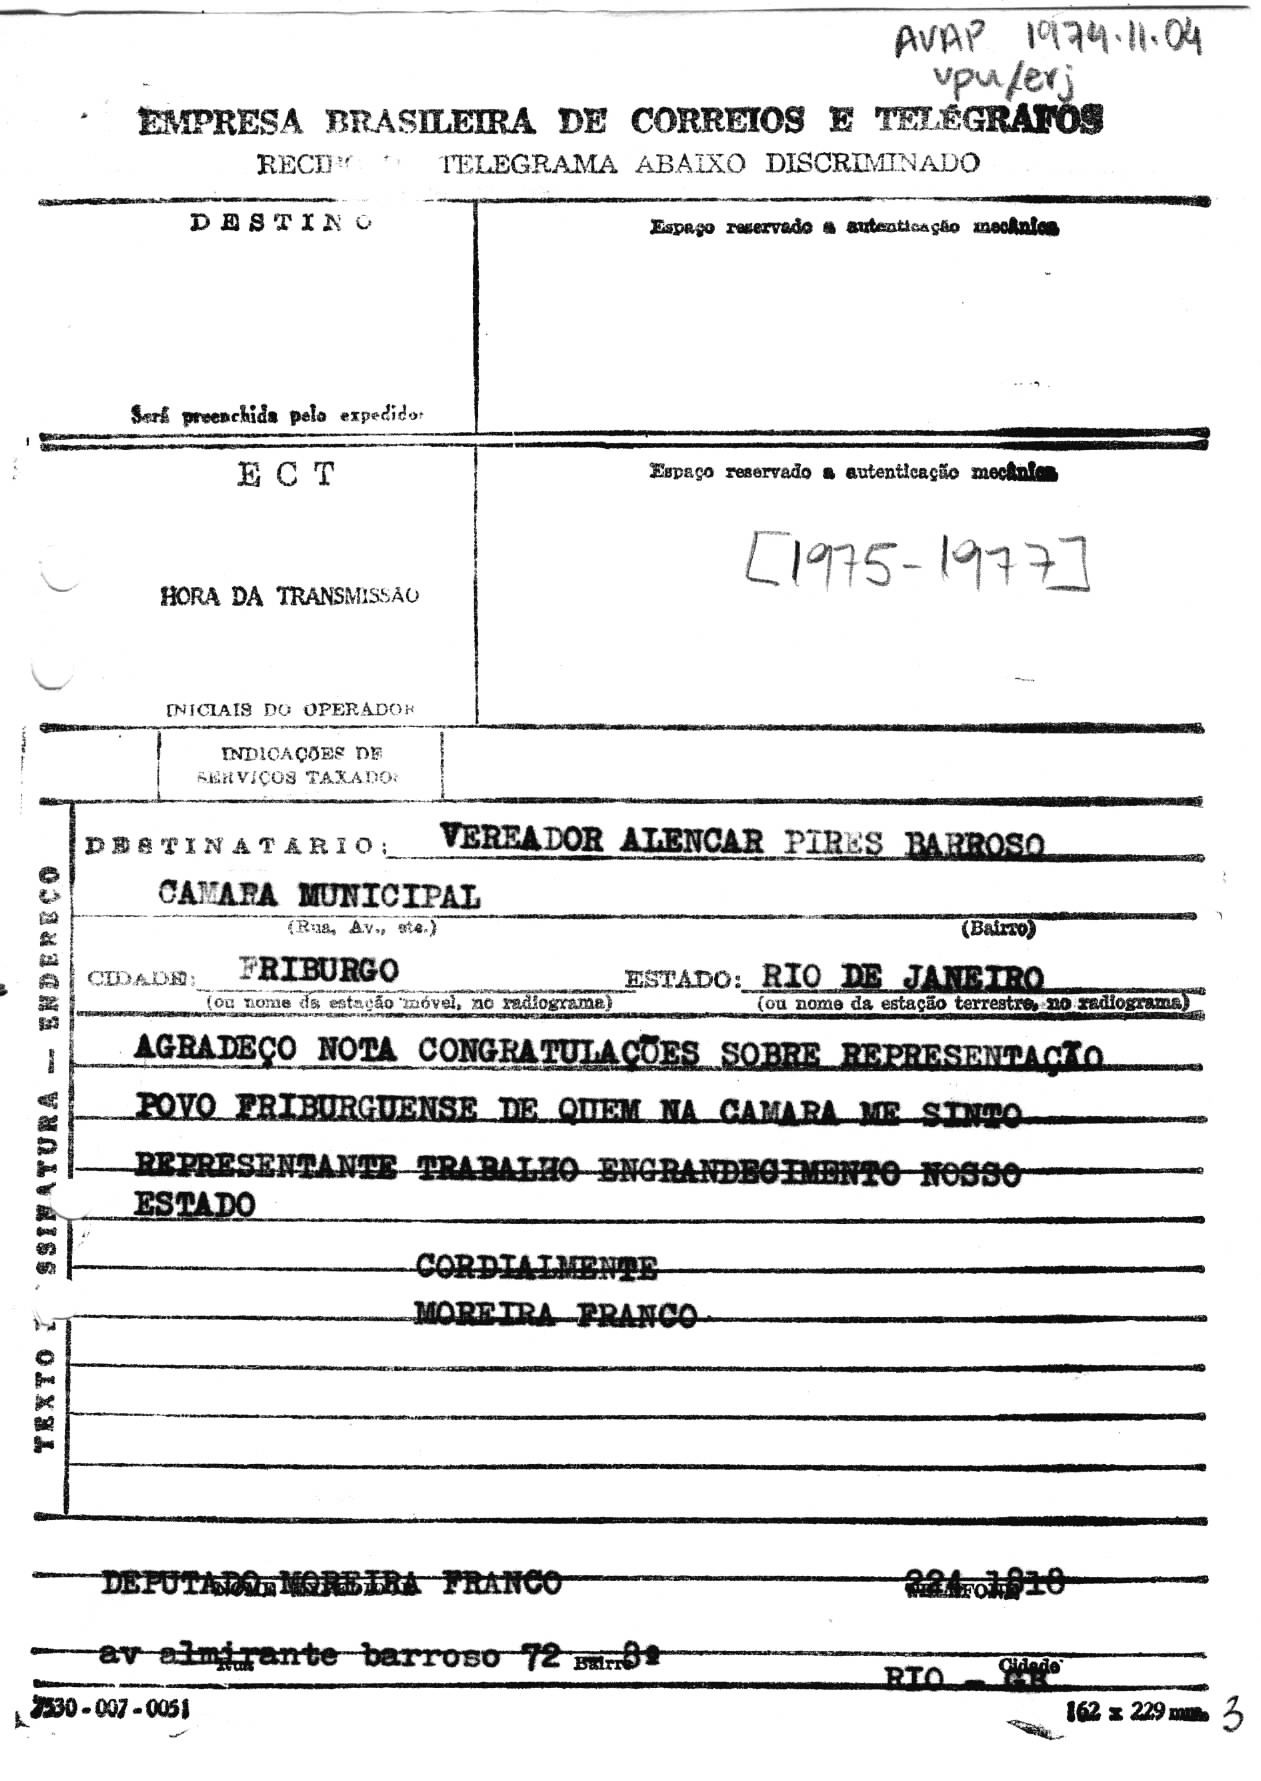 AVAP 1974.11.04
vpu/erj
EMPRESA BRASILEIRA DE CORREIOS E TELÉGRAFOS
TELEGRAMA ABAIXO DISCRIMINADO
DESTINO
Espaço reservado a autenticação mecânica
Será preenchida pelo expedidor
ECT
Espaço reservado a autenticação mecânica
[1975-1977]
HORA DA TRANSMISSÃO
INICIAIS DO OPERADOR
INDICAÇÕES DE
SERVIÇOS TAXADOS
DESTINATARIO: VEREADOR ALENCAR PIRES BARROSO
CAMARA MUNICIPAL
(Rua, Av., etc.) (Bairro)
CIDADE: FRIBURGO ESTADO: RIO DE JANEIRO
(ou nome da estação móvel, no radiograma) (ou nome da estação terrestre, no radiograma)
TEXTO ENDEREÇO
AGRADEÇO NOTA CONGRATULAÇÕES SOBRE REPRESENTAÇÃO
POVO FRIBURGUENSE DE QUEM NA CAMARA ME SINTO
REPRESENTANTE TRABALHO ENGRANDECIMENTO NOSSO
ESTADO
CORDIALMENTE
MOREIRA FRANCO
DEPUTADO MOREIRA FRANCO 224 1818
av almirante barroso 72 3º
Rua Bairro Cidade
RIO - GB
7530-007-0051 162 x 229 mm. 3